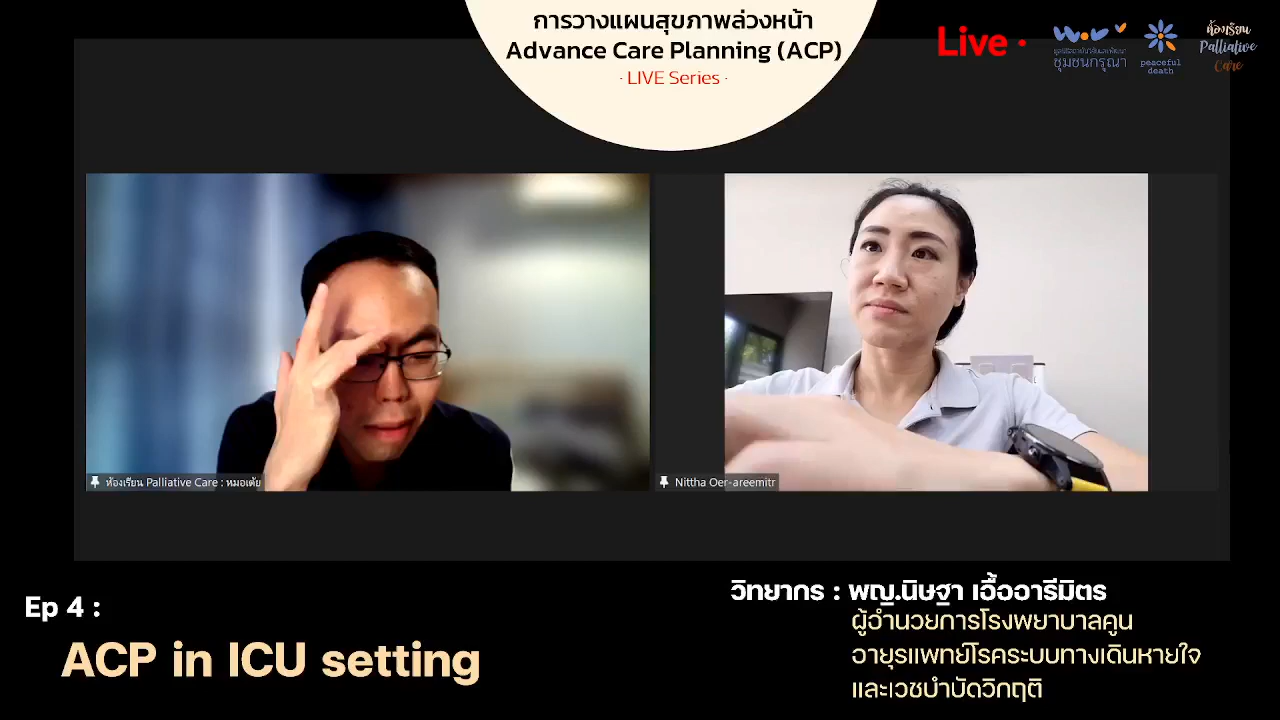 การวางแผนสุขภาพล่วงหน้า
Advance Care Planning (ACP)
· LIVE Series ·
Live
ชุมชนกรุณา
peaceful
death
ห้องเรียน
Palliative
Care
ห้องเรียน Palliative Care : หมอเต้ย
Nittha Oer-areemitr
Ep 4 :
ACP in ICU setting
วิทยากร : พญ.นิษฐา เอื้ออารีมิตร
ผู้อำนวยการโรงพยาบาลคูน
อายุรแพทย์โรคระบบทางเดินหายใจ
และเวชบำบัดวิกฤติ